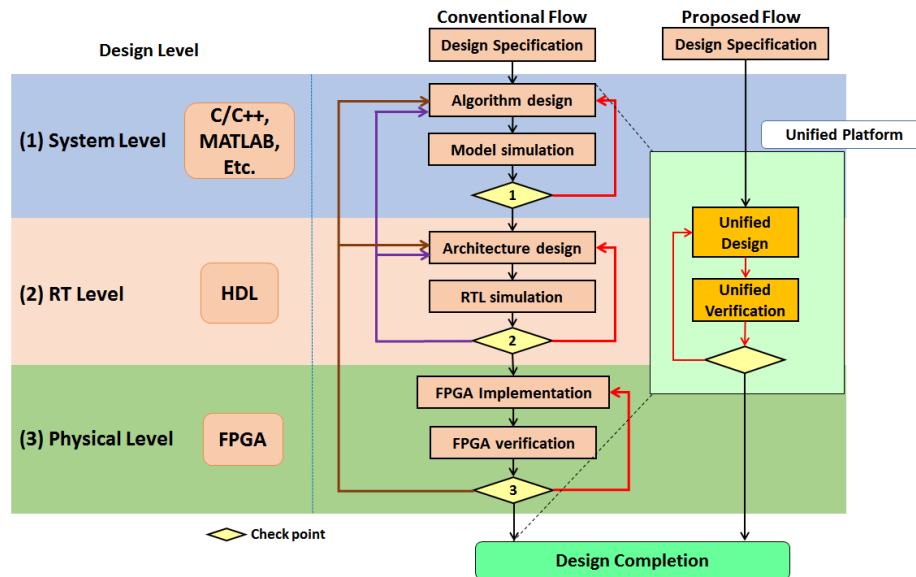 Conventional Flow
Proposed Flow
Design Level
Design Specification
Design Specification
(1) System Level
C/C++,
MATLAB,
Etc.
Algorithm design
Model simulation
1
Unified Platform
(2) RT Level
HDL
Architecture design
RTL simulation
2
Unified
Design
Unified
Verification
(3) Physical Level
FPGA
FPGA Implementation
FPGA verification
3
Check point
Design Completion